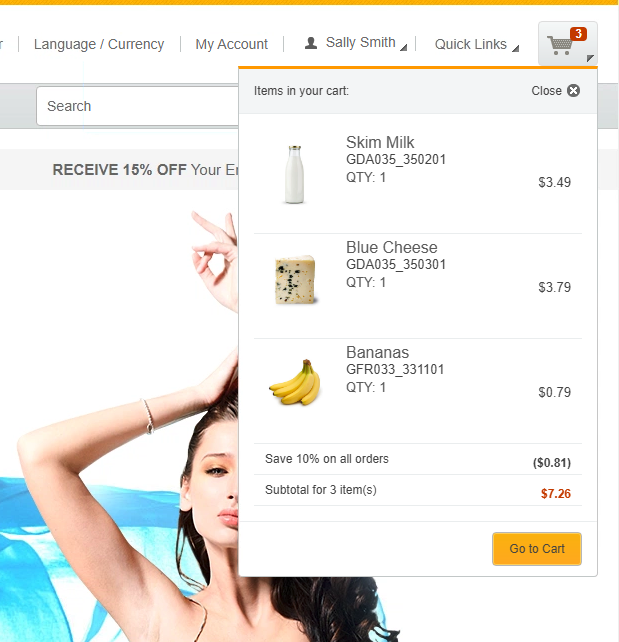 r
Language / Currency
My Account
Sally Smith
Quick Links
3
Search
Items in your cart:
Close
RECEIVE 15% OFF Your
Skim Milk
GDA035_350201
QTY: 1
$3.49
Blue Cheese
GDA035_350301
QTY: 1
$3.79
Bananas
GFR033_331101
QTY: 1
$0.79
Save 10% on all orders
($0.81)
Subtotal for 3 item(s)
$7.26
Go to Cart